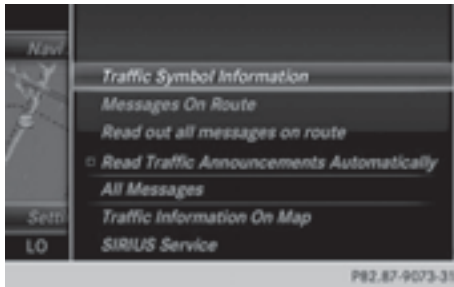 Navi
Traffic Symbol Information
Messages On Route
Read out all messages on route
Read Traffic Announcements Automatically
All Messages
Setti
Traffic Information On Map
LO
SIRIUS Service
P82.87-9073-31